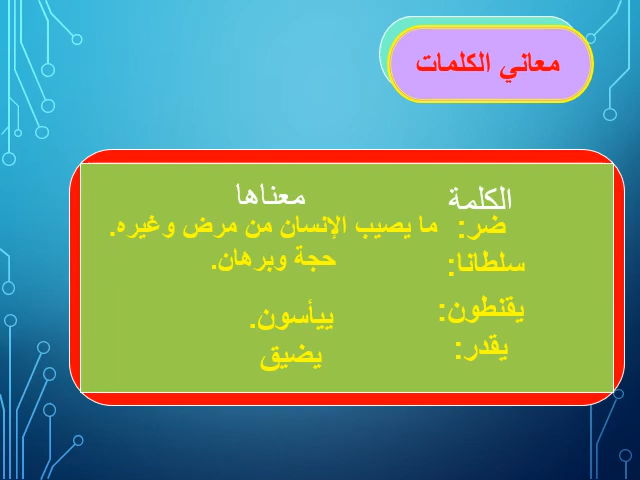 معاني الكلمات
الكلمة معناها
ضر: ما يصيب الإنسان من مرض وغيره.
سلطانا: حجة وبرهان.
يقنطون: ييأسون.
يقدر: يضيق